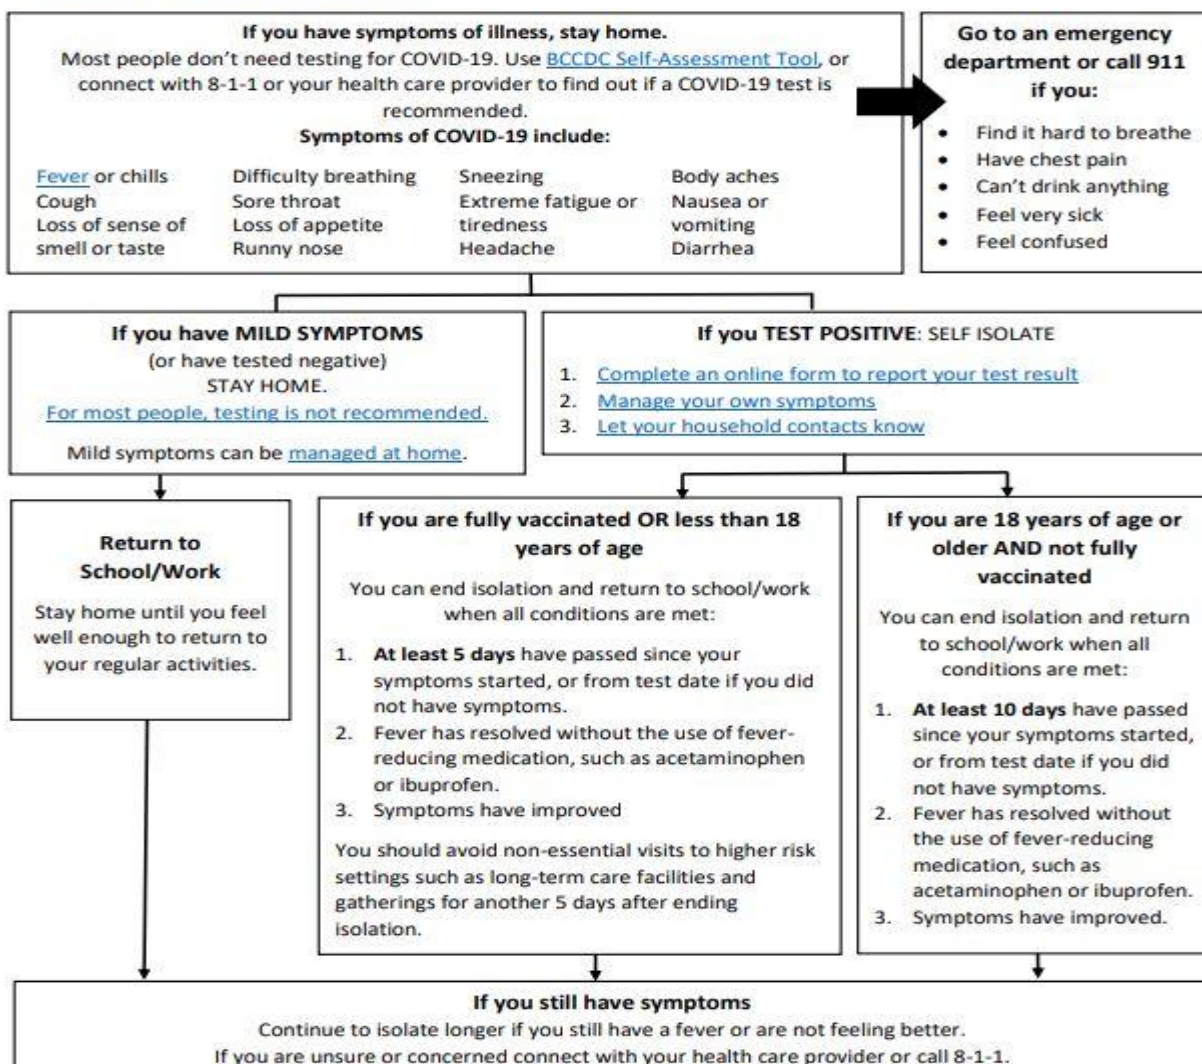 If you have symptoms of illness, stay home.
Most people don't need testing for COVID-19. Use BCCDC Self-Assessment Tool, or
connect with 8-1-1 or your health care provider to find out if a COVID-19 test is
recommended.
Symptoms of COVID-19 include:
Fever or chills
Cough
Loss of sense of
smell or taste
Difficulty breathing
Sore throat
Loss of appetite
Runny nose
Sneezing
Extreme fatigue or
tiredness
Headache
Body aches
Nausea or
vomiting
Diarrhea
Go to an emergency
department or call 911
if you:
• Find it hard to breathe
• Have chest pain
• Can't drink anything
• Feel very sick
• Feel confused
If you have MILD SYMPTOMS
(or have tested negative)
STAY HOME.
For most people, testing is not recommended.
Mild symptoms can be managed at home.
If you TEST POSITIVE: SELF ISOLATE
1. Complete an online form to report your test result
2. Manage your own symptoms
3. Let your household contacts know
Return to
School/Work
Stay home until you feel
well enough to return to
your regular activities.
If you are fully vaccinated OR less than 18
years of age
You can end isolation and return to school/work
when all conditions are met:
1. At least 5 days have passed since your
symptoms started, or from test date if you did
not have symptoms.
2. Fever has resolved without the use of fever-
reducing medication, such as acetaminophen
or ibuprofen.
3. Symptoms have improved
You should avoid non-essential visits to higher risk
settings such as long-term care facilities and
gatherings for another 5 days after ending
isolation.
If you are 18 years of age or
older AND not fully
vaccinated
You can end isolation and return
to school/work when all
conditions are met:
1. At least 10 days have passed
since your symptoms started,
or from test date if you did
not have symptoms.
2. Fever has resolved without
the use of fever-reducing
medication, such as
acetaminophen or ibuprofen.
3. Symptoms have improved.
If you still have symptoms
Continue to isolate longer if you still have a fever or are not feeling better.
If you are unsure or concerned connect with your health care provider or call 8-1-1.